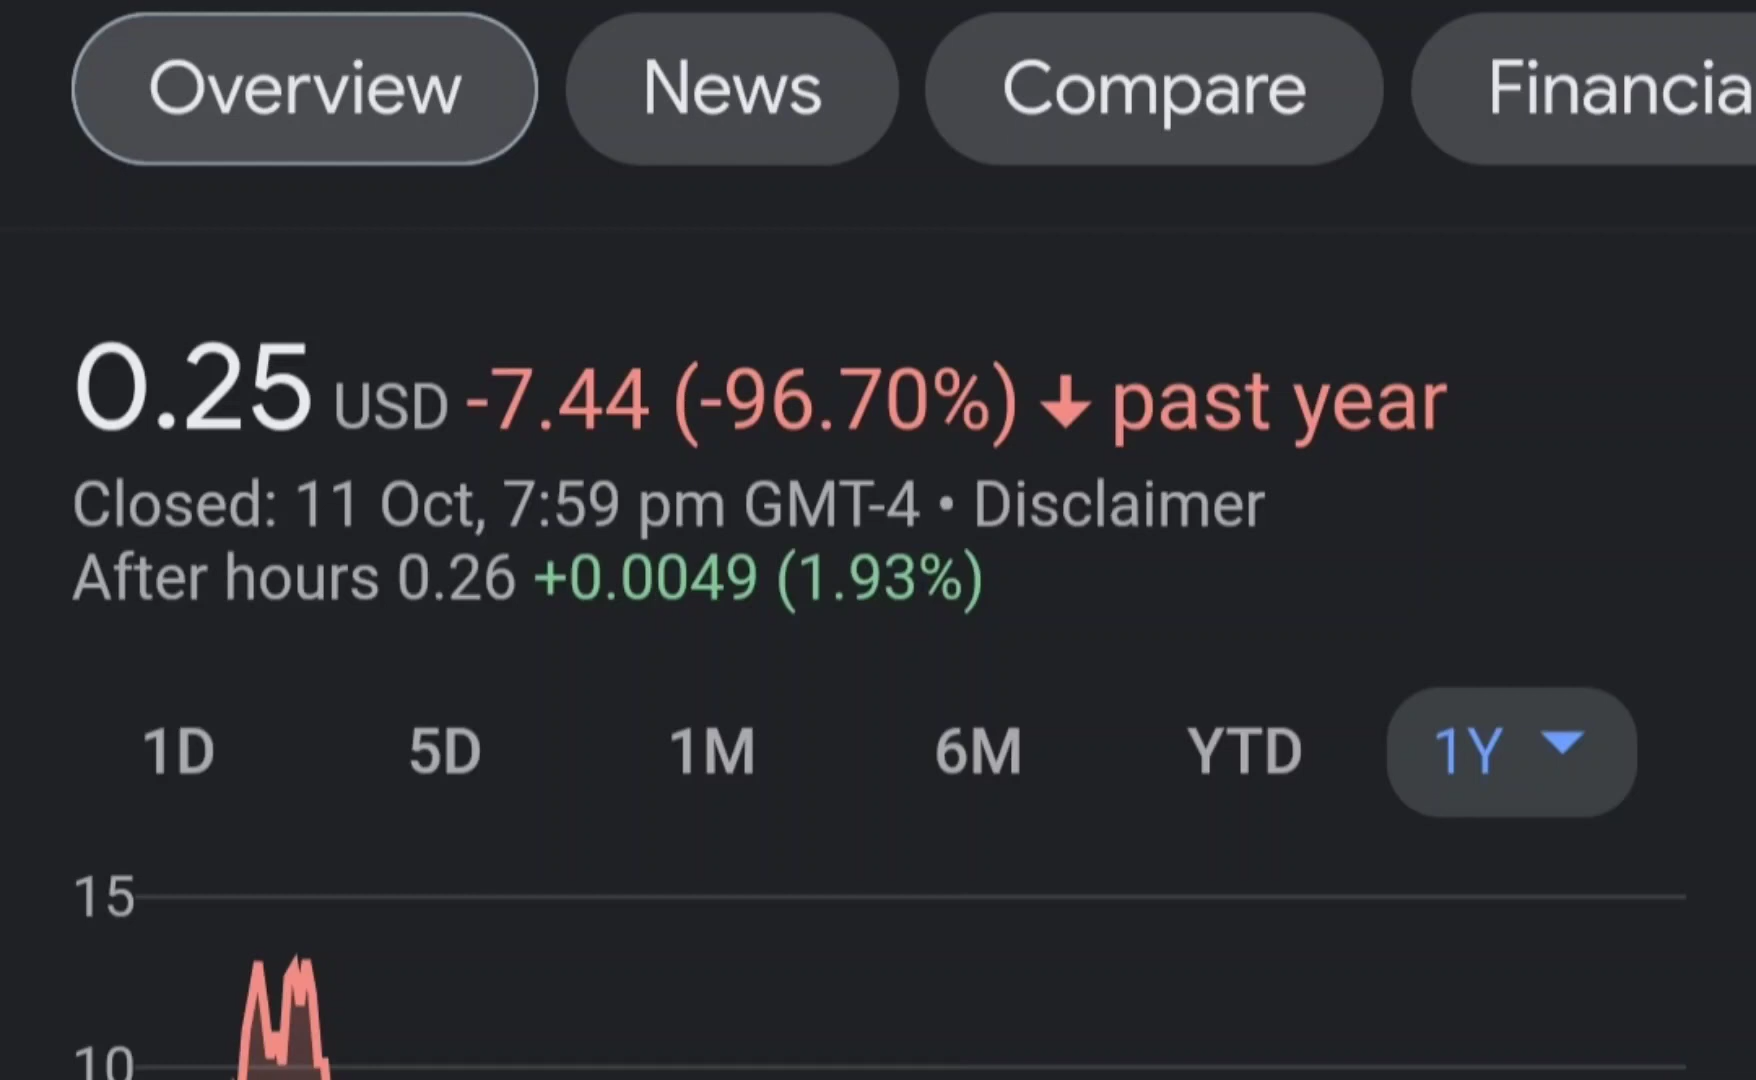 Overview News Compare Financia
0.25 USD -7.44 (-96.70%) ↓ past year
Closed: 11 Oct, 7:59 pm GMT-4 • Disclaimer
After hours 0.26 +0.0049 (1.93%)
1D 5D 1M 6M YTD 1Y
15
10